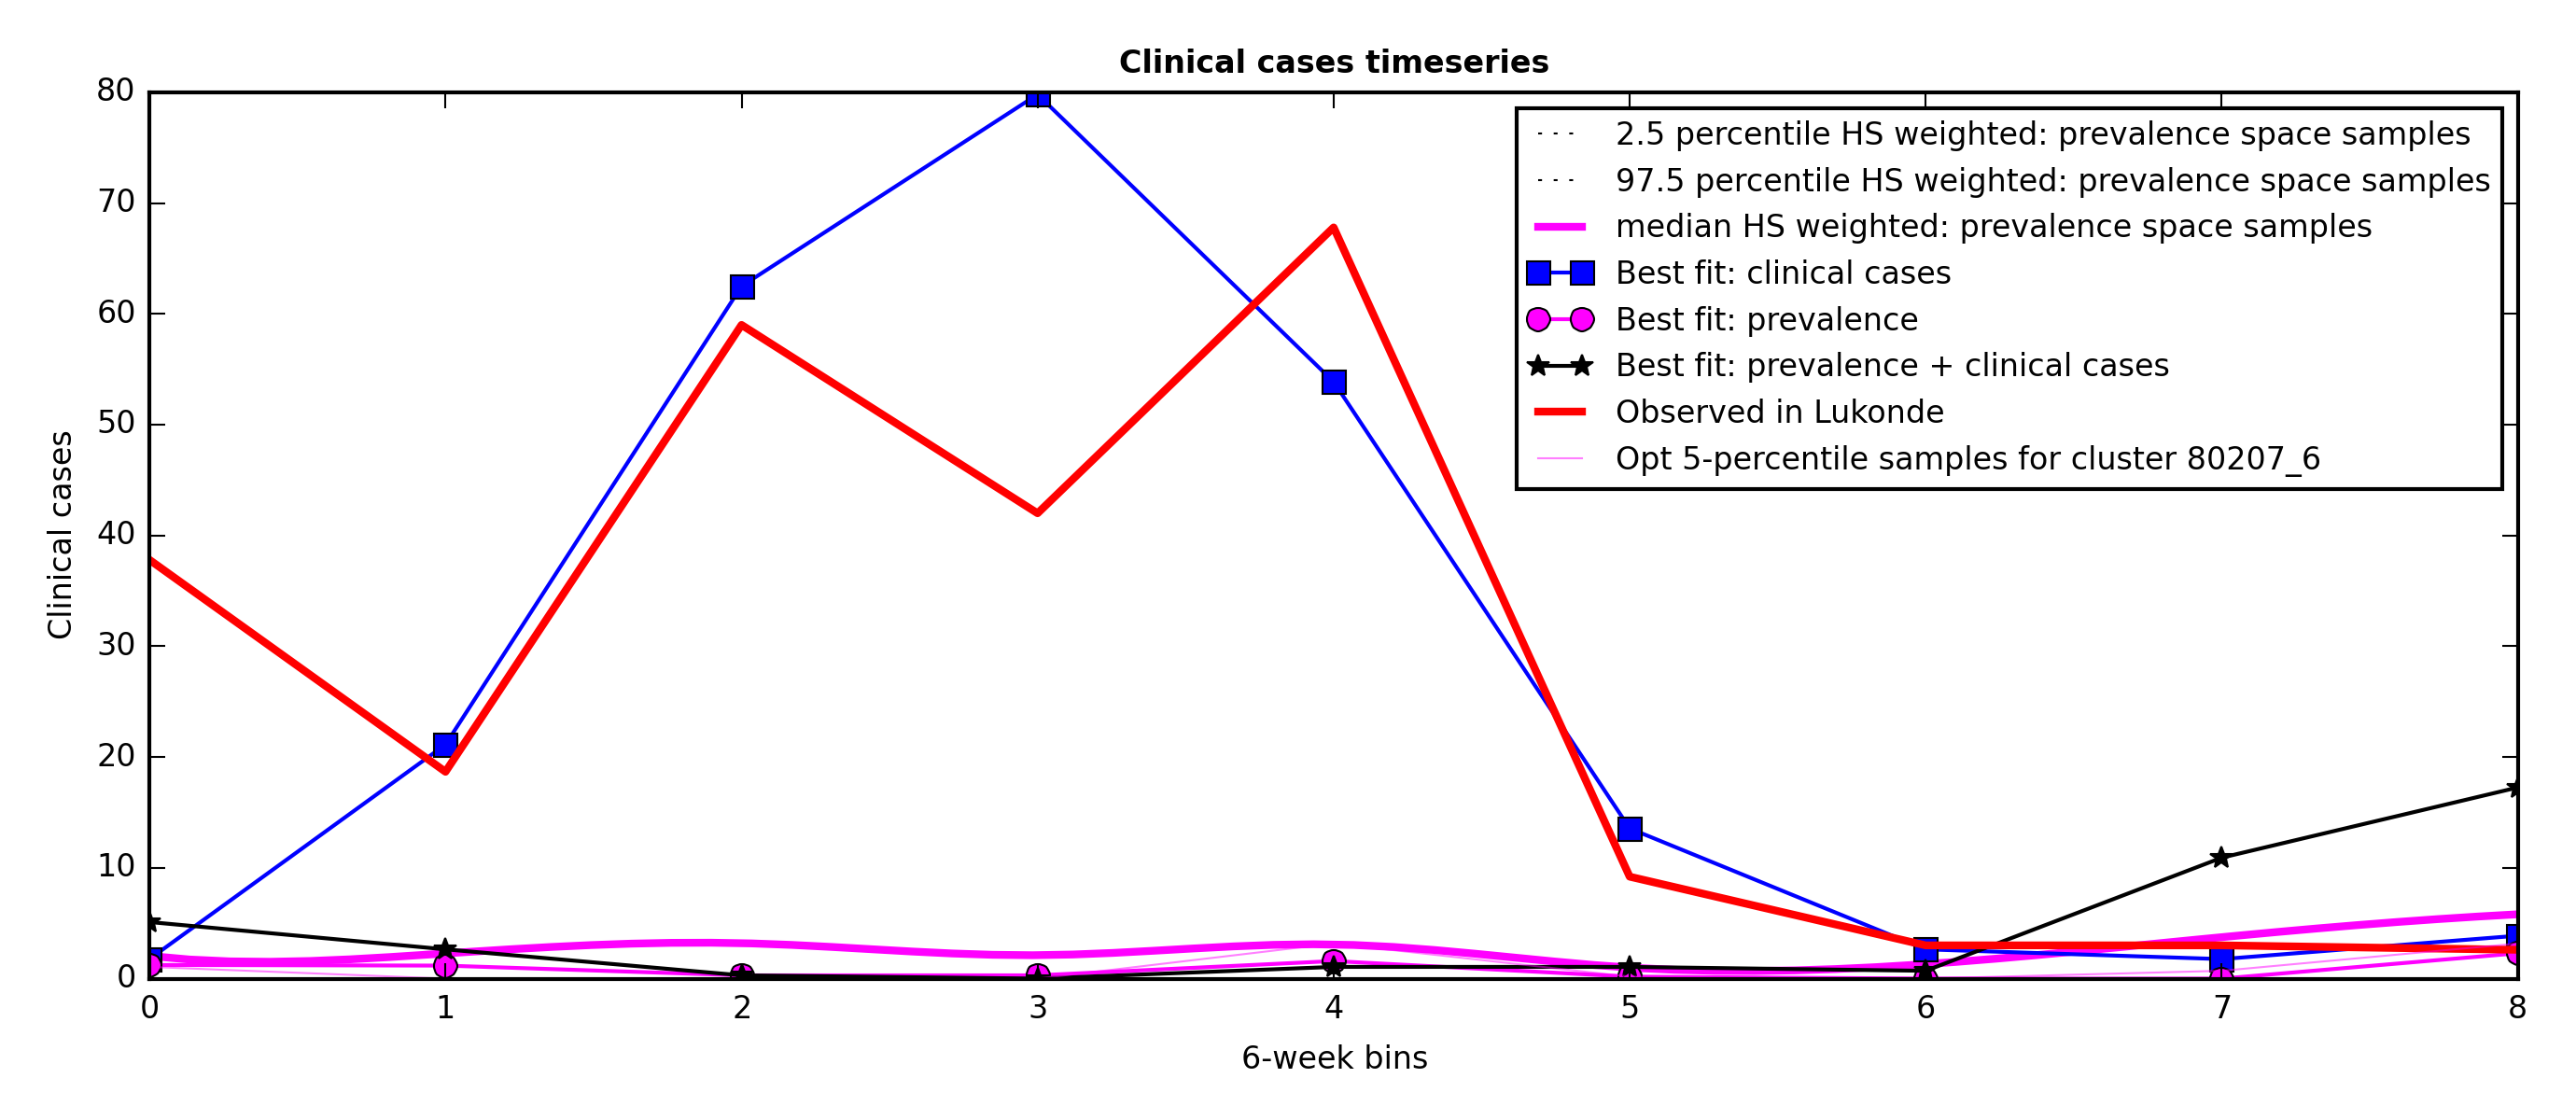 Clinical cases timeseries
80
70
60
50
40
30
20
10
0
Clinical cases
2.5 percentile HS weighted: prevalence space samples
97.5 percentile HS weighted: prevalence space samples
median HS weighted: prevalence space samples
Best fit: clinical cases
Best fit: prevalence
Best fit: prevalence + clinical cases
Observed in Lukonde
Opt 5-percentile samples for cluster 80207_6
0 1 2 3 4 5 6 7 8
6-week bins